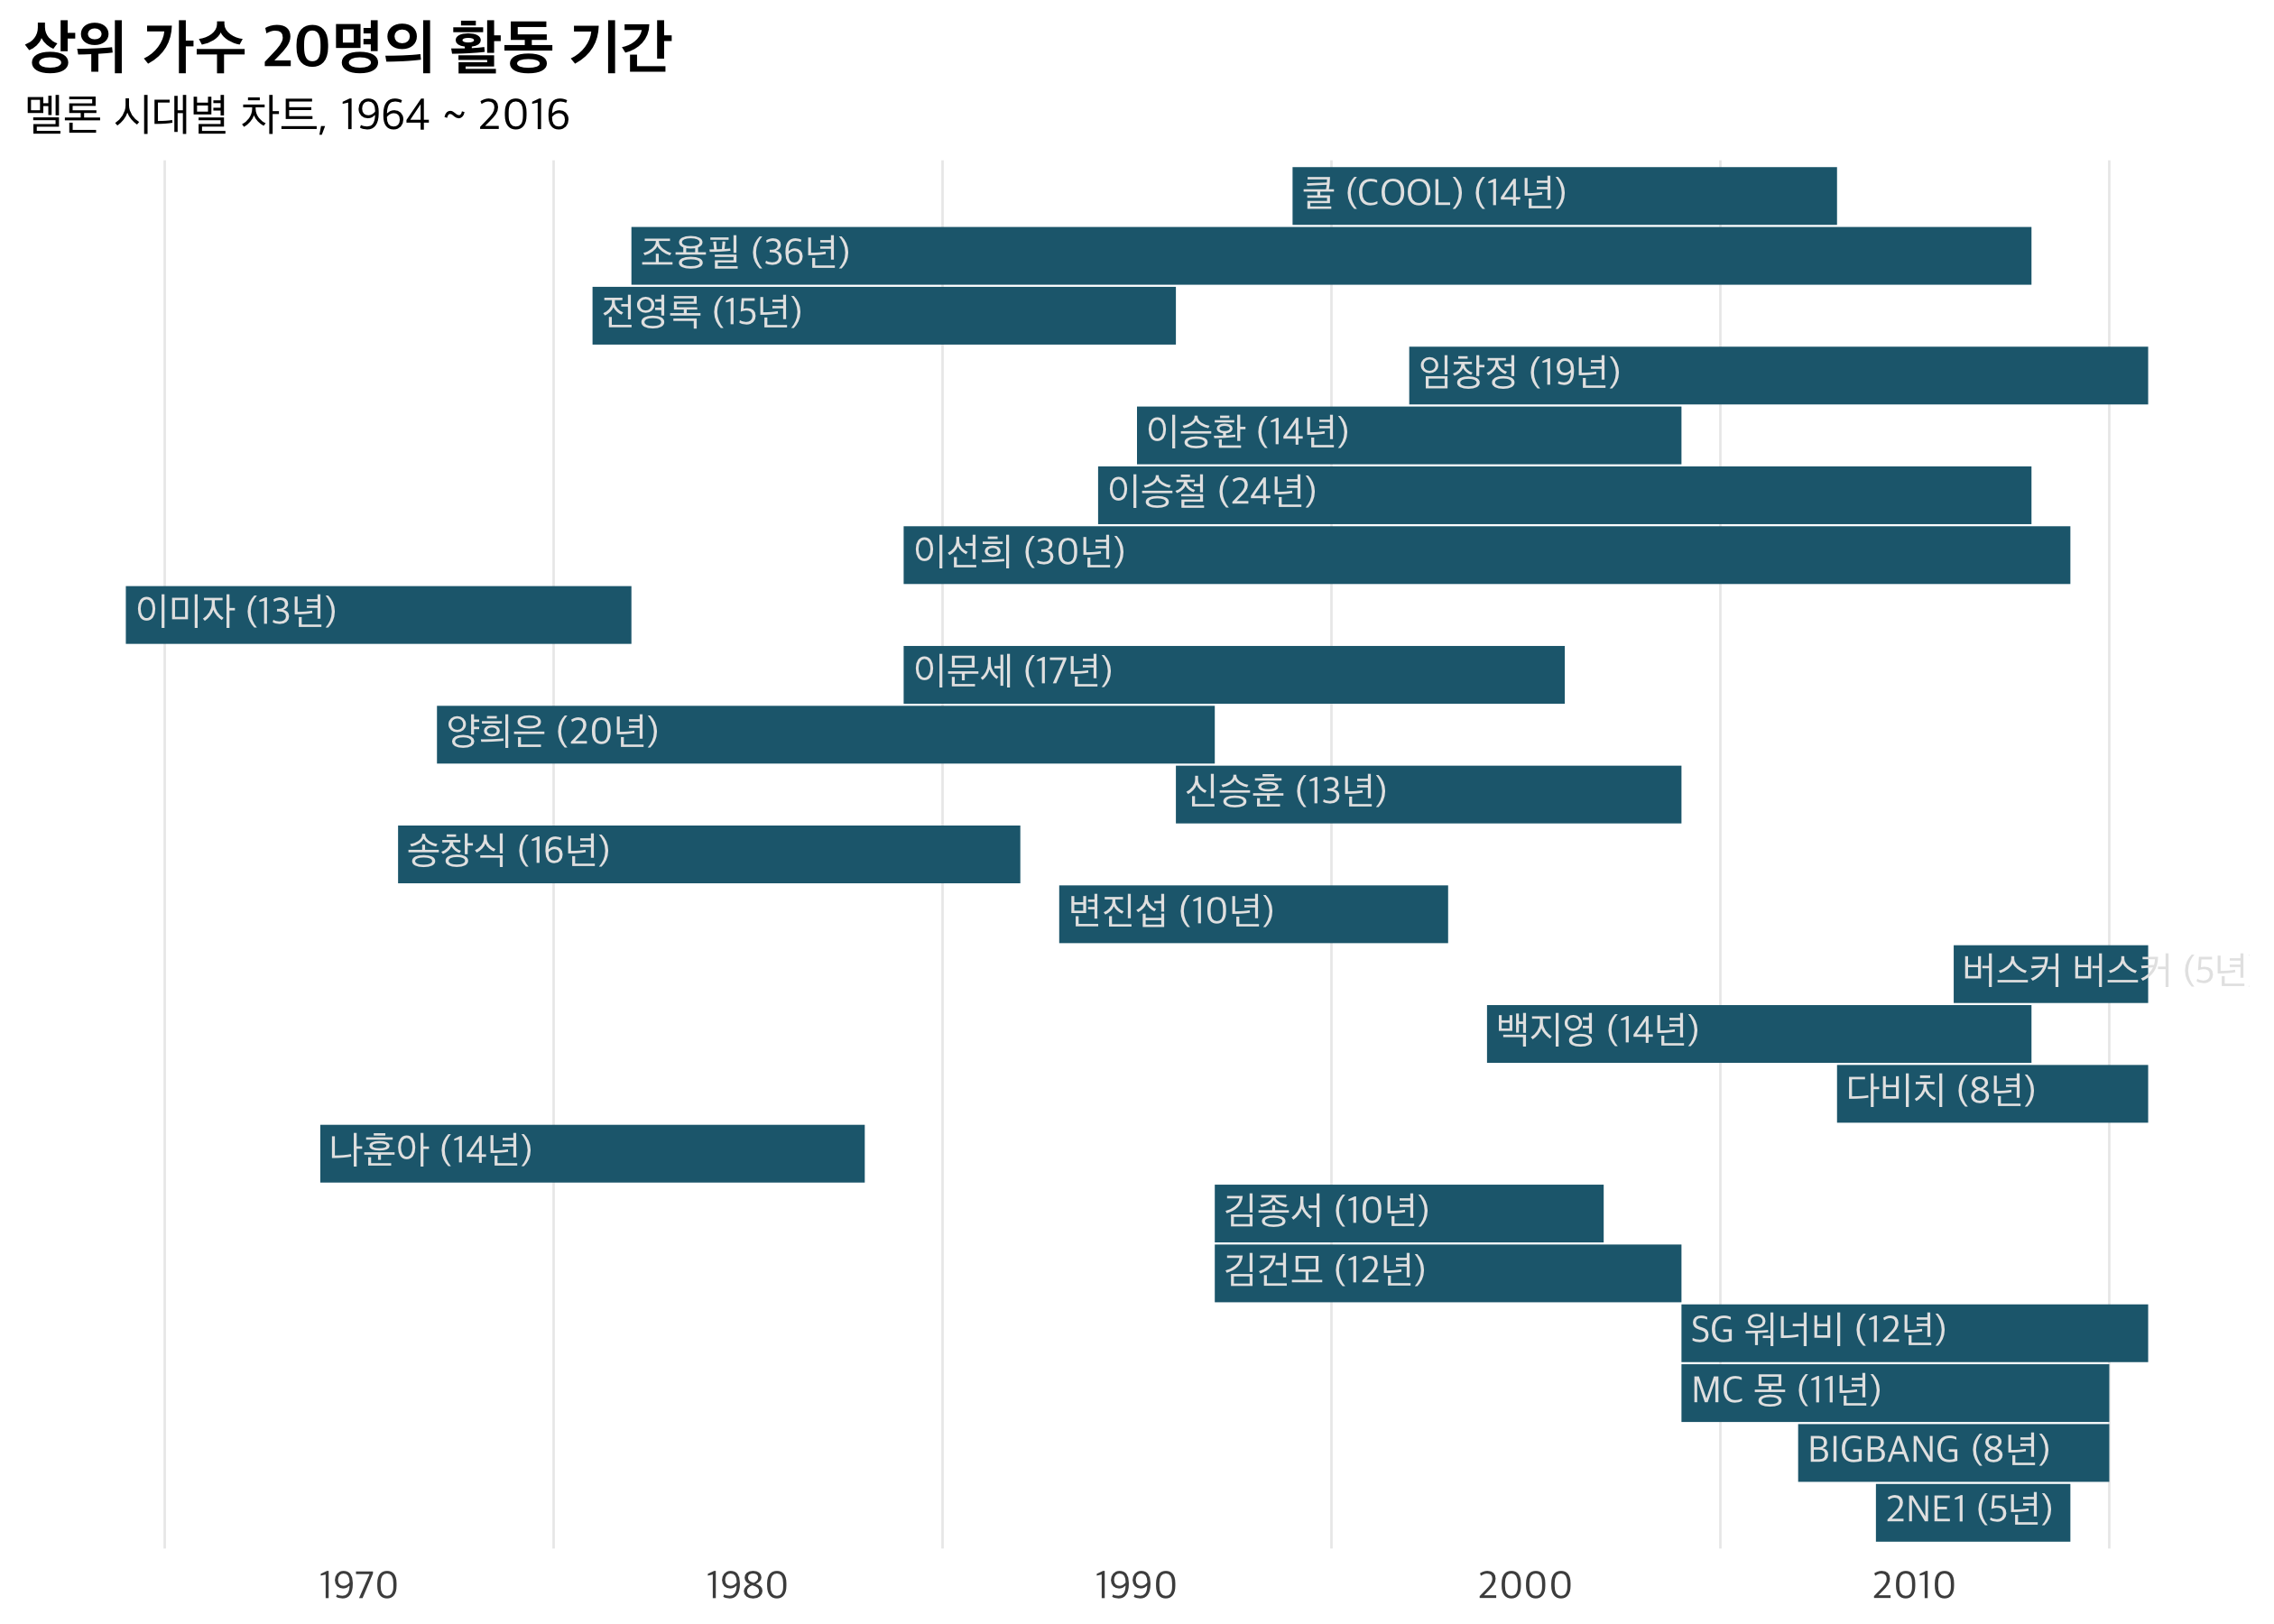 상위 가수 20명의 활동 기간
멜론 시대별 차트, 1964 ~ 2016
쿨 (COOL) (14년)
조용필 (36년)
전영록 (15년)
임창정 (19년)
이승환 (14년)
이승철 (24년)
이선희 (30년)
이미자 (13년)
이문세 (17년)
양희은 (20년)
신승훈 (13년)
송창식 (16년)
변진섭 (10년)
버스커 버스커 (5년
백지영 (14년)
다비치 (8년)
나훈아 (14년)
김종서 (10년)
김건모 (12년)
SG 워너비 (12년)
MC 몽 (11년)
BIGBANG (8년)
2NE1 (5년)
1970 1980 1990 2000 2010